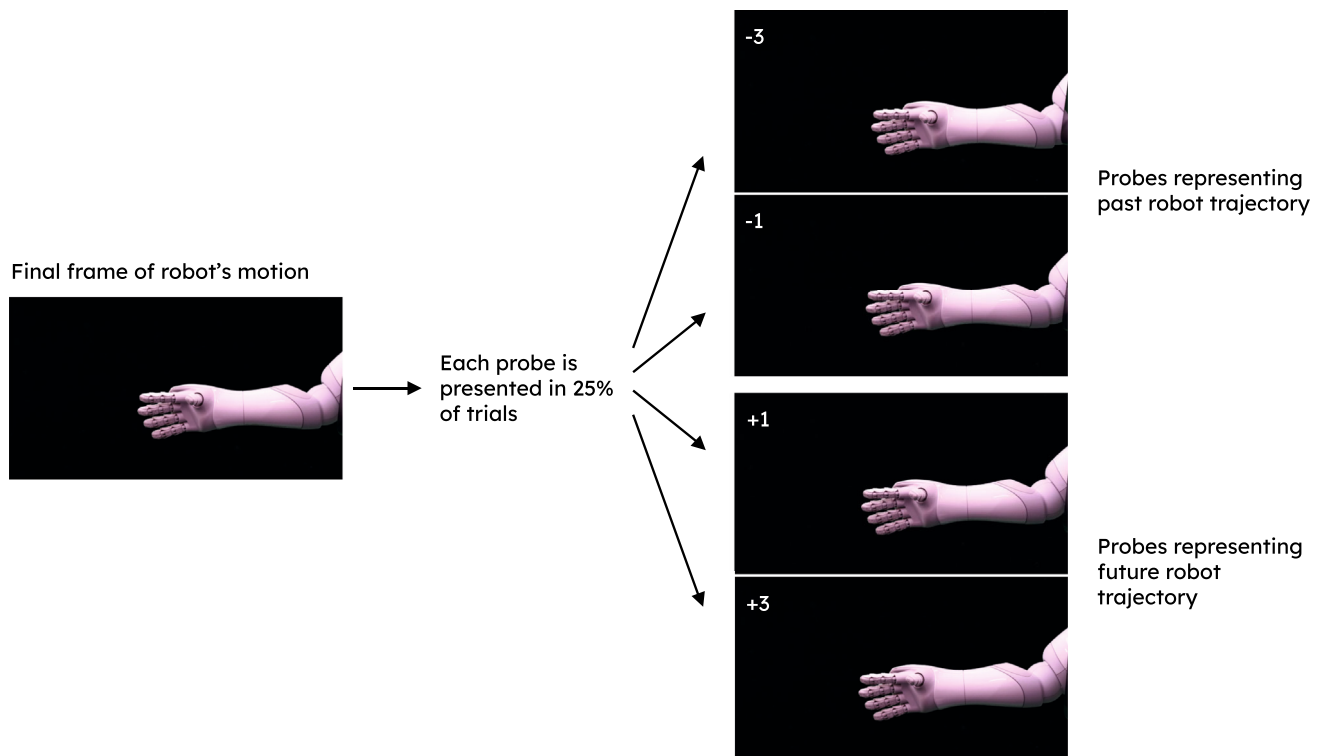 Final frame of robot's motion
Each probe is
presented in 25%
of trials
-3
-1
Probes representing
past robot trajectory
+1
+3
Probes representing
future robot
trajectory